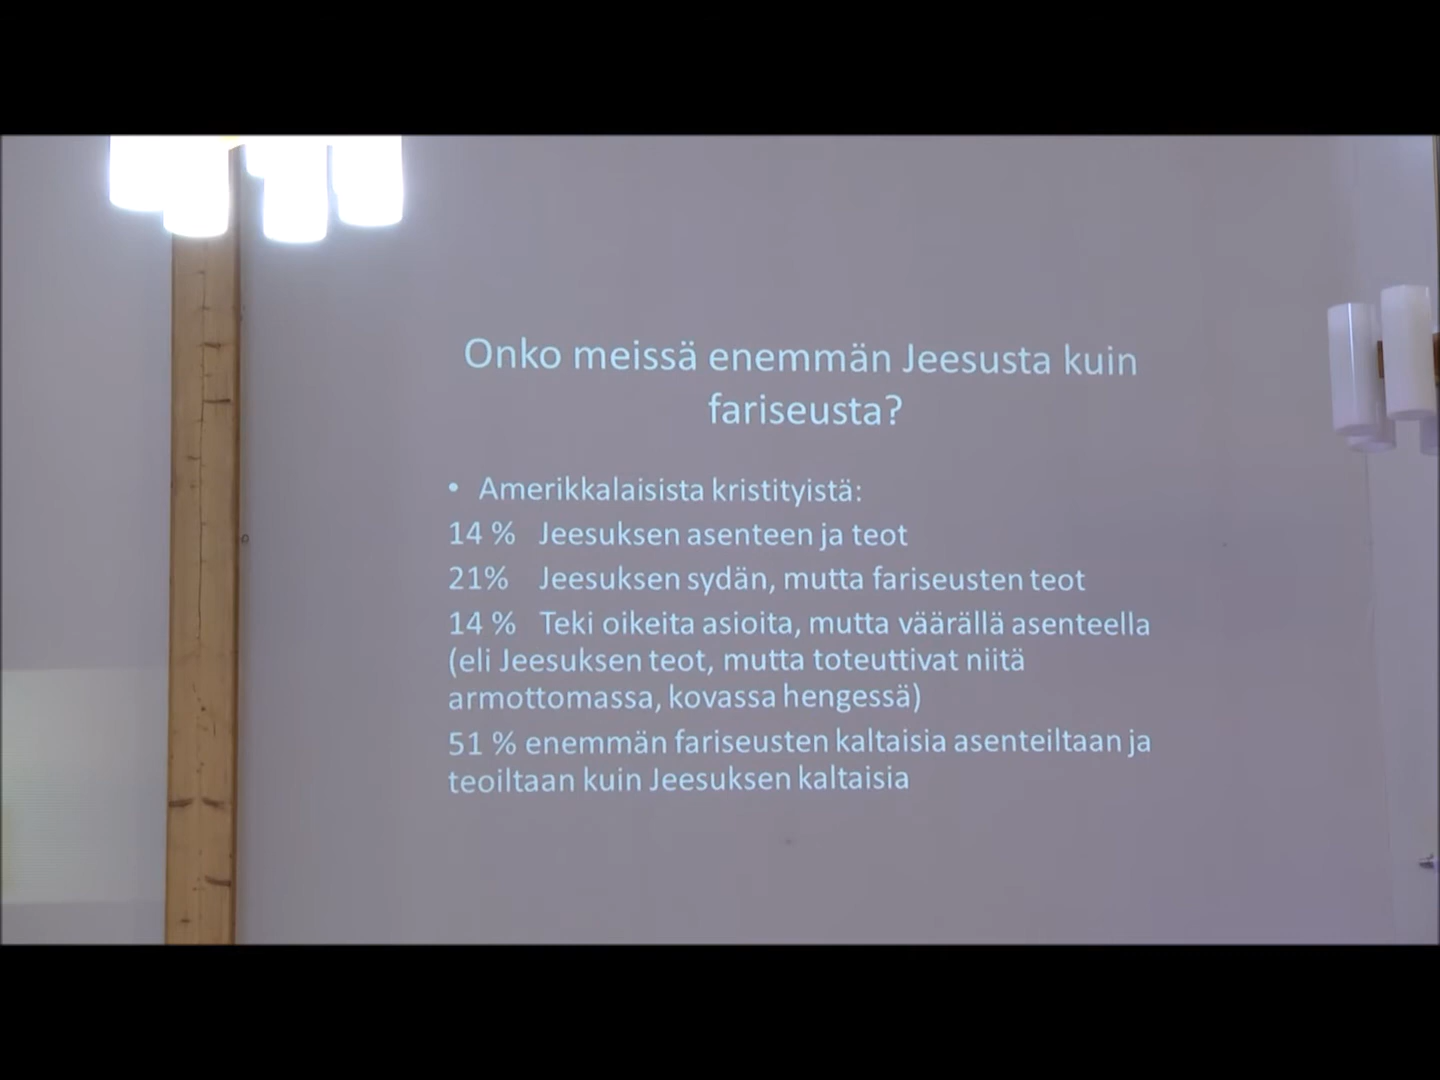 Onko meissä enemmän Jeesusta kuin
fariseusta?
• Amerikkalaisista kristityistä:
14 % Jeesuksen asenteen ja teot
21% Jeesuksen sydän, mutta fariseusten teot
14 % Teki oikeita asioita, mutta väärällä asenteella
(eli Jeesuksen teot, mutta toteuttivat niitä
armottomassa, kovassa hengessä)
51 % enemmän fariseusten kaltaisia asenteiltaan ja
teoiltaan kuin Jeesuksen kaltaisia